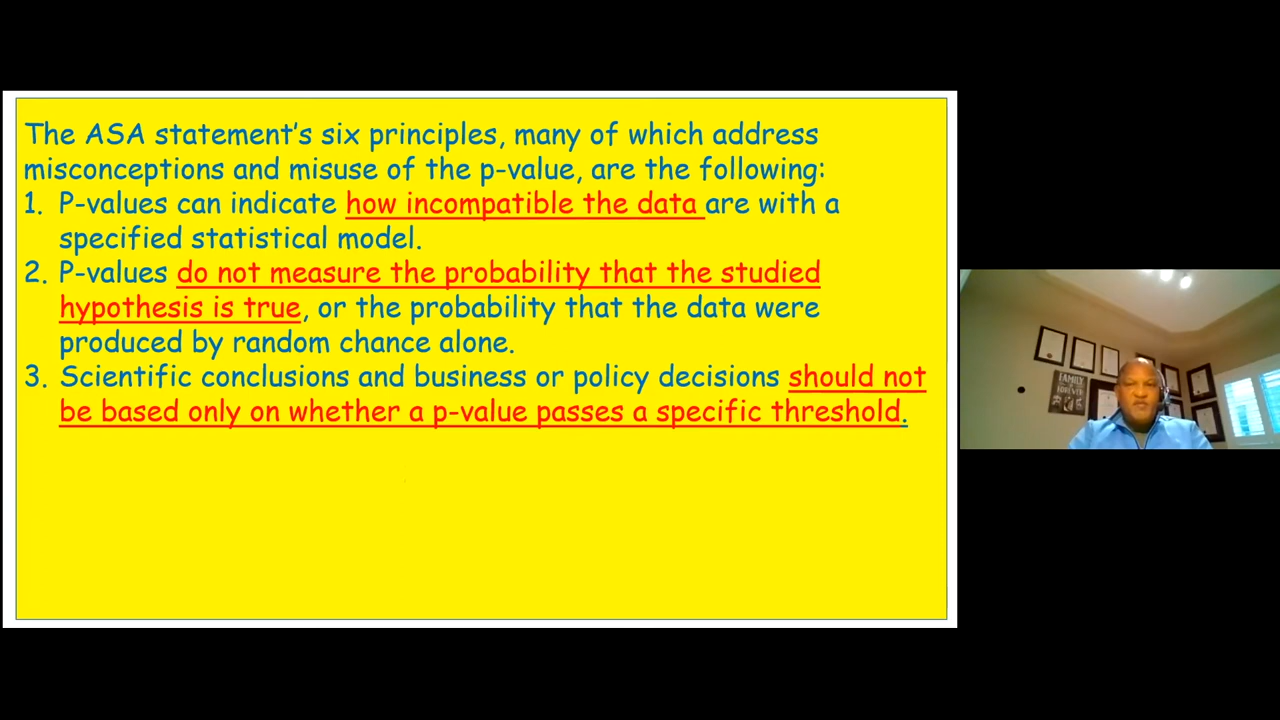 The ASA statement's six principles, many of which address
misconceptions and misuse of the p-value, are the following:
1. P-values can indicate how incompatible the data are with a
specified statistical model.
2. P-values do not measure the probability that the studied
hypothesis is true, or the probability that the data were
produced by random chance alone.
3. Scientific conclusions and business or policy decisions should not
be based only on whether a p-value passes a specific threshold.
FAMILY
FOREVER